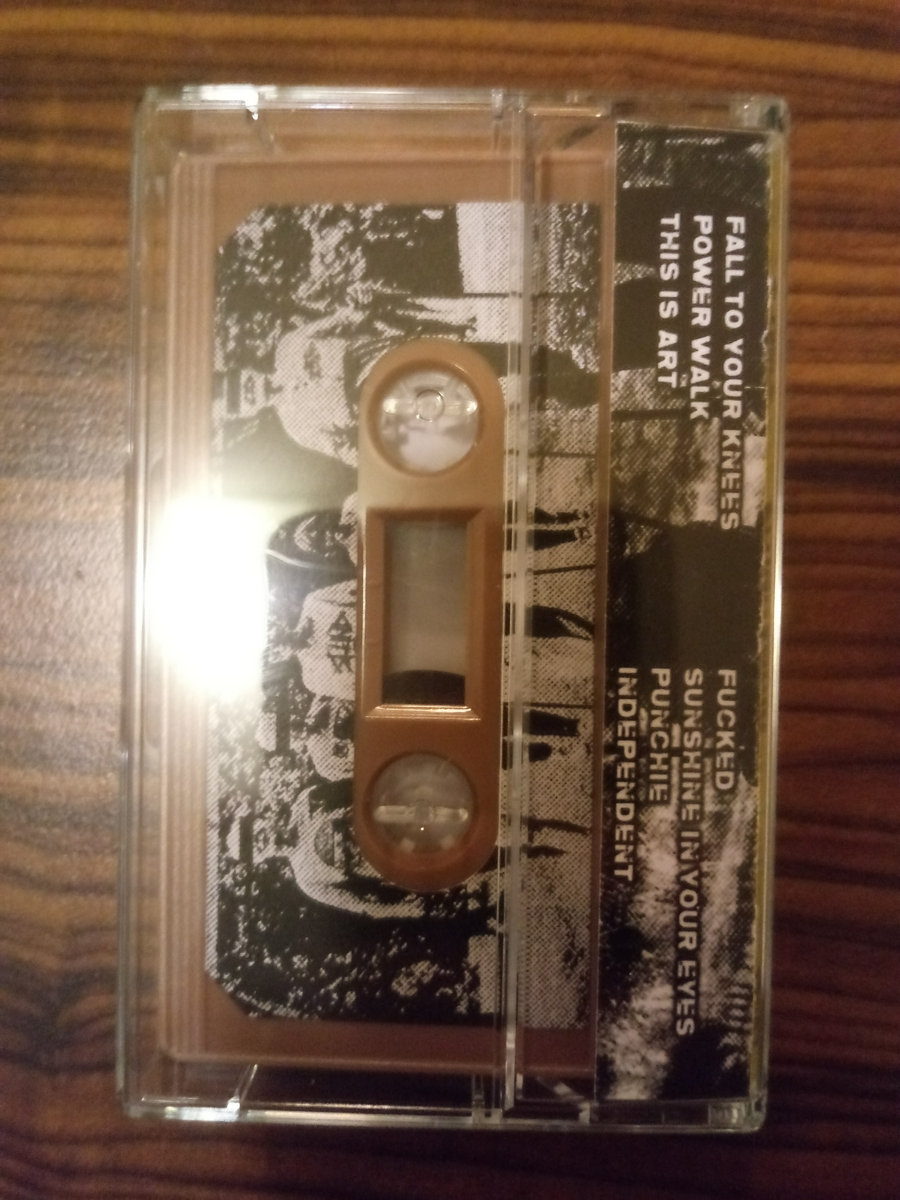 FALL TO YOUR KNEES
POWER WALK
THIS IS ART
FUCKED
SUNSHINE IN YOUR EYES
PUNCHIE
INDEPENDENT